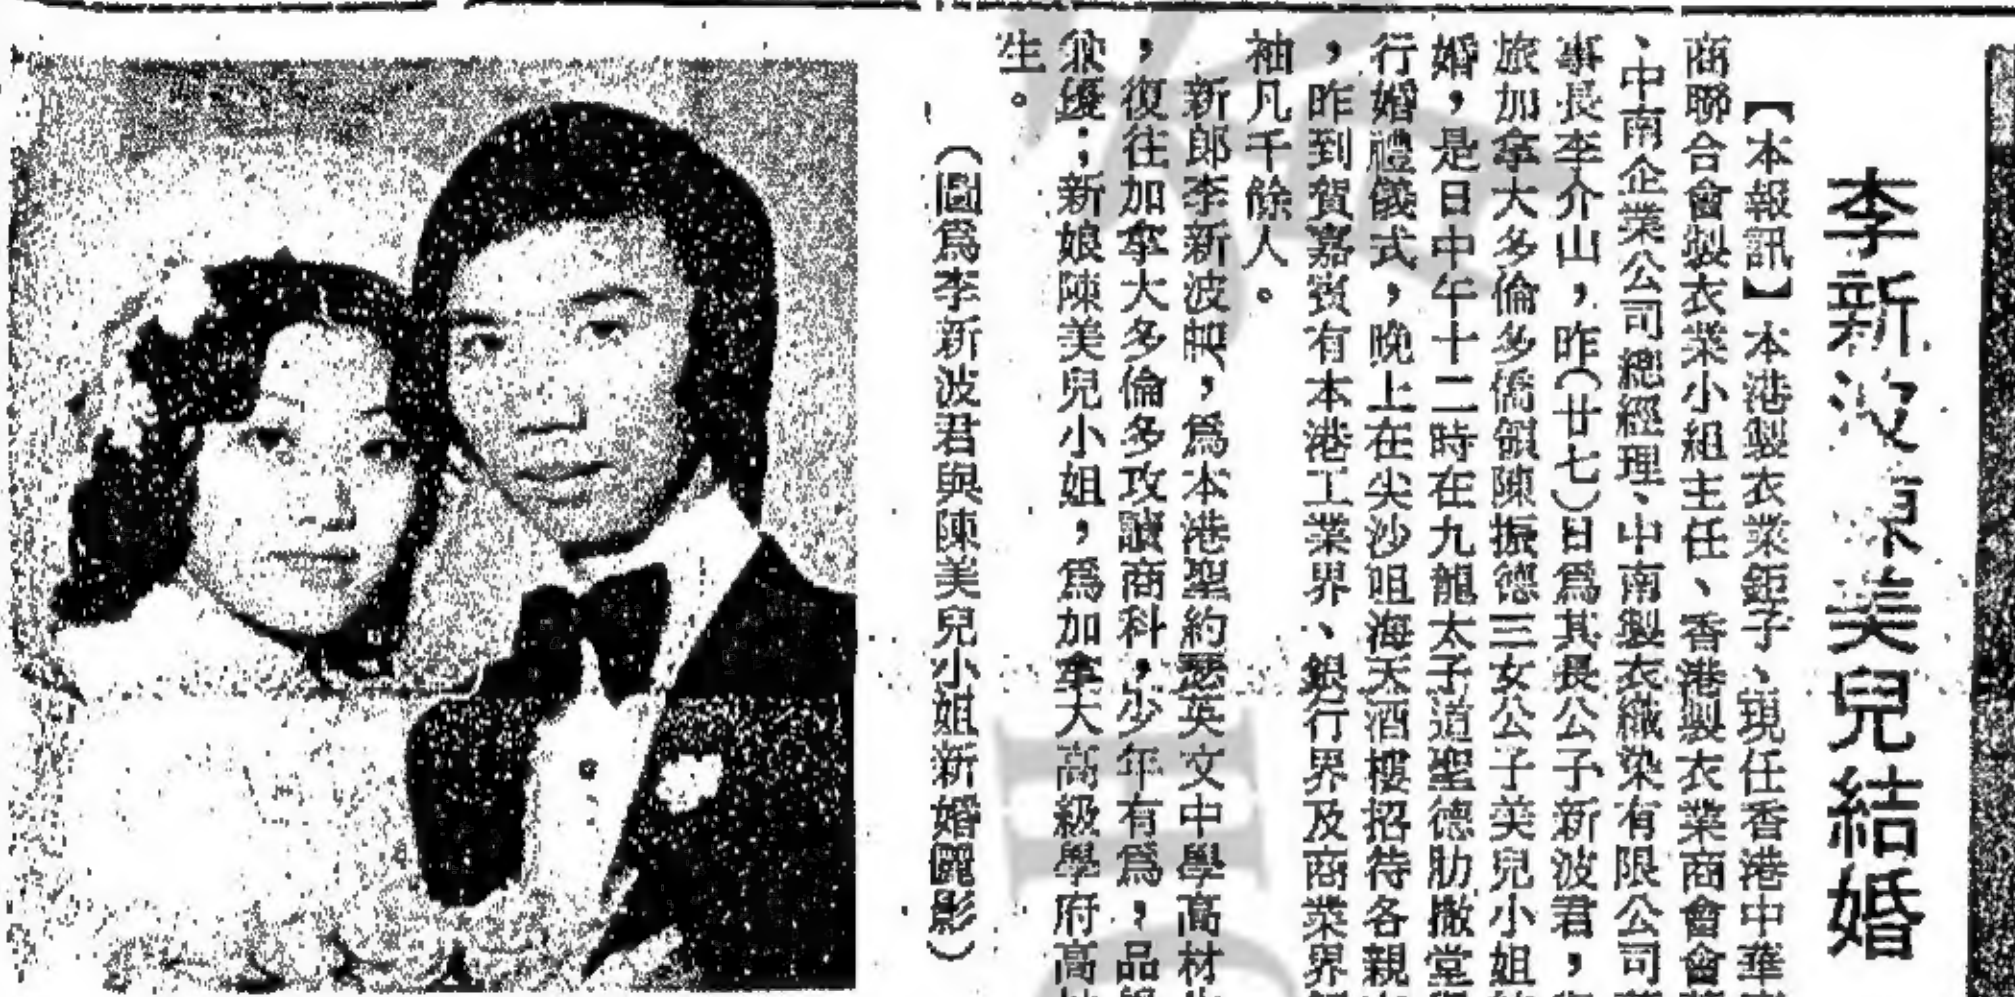 李新波陳美兒結婚
【本報訊】本港製衣業鉅子、現任香港中華
商聯合會製衣業小組主任、香港製衣業商會會
、中南企業公司總經理、中南製衣織染有限公司
事長李介山，昨（廿七）日爲其長公子新波君，與
旅加拿大多倫多僑領陳振德三女公子美兒小姐
婚，是日中午十二時在九龍太子道聖德肋撒堂
行婚禮儀式，晚上在尖沙咀海天酒樓招待各親
，昨到賀嘉賓有本港工業界、銀行界及商業界
袖凡千餘人。
新郎李新波君，爲本港聖約瑟英文中學高材
，復往加拿大多倫多攻讀商科，少年有爲，品
兼優；新娘陳美兒小姐，爲加拿大高級學府高
生。
（圖爲李新波君與陳美兒小姐新婚儷影）